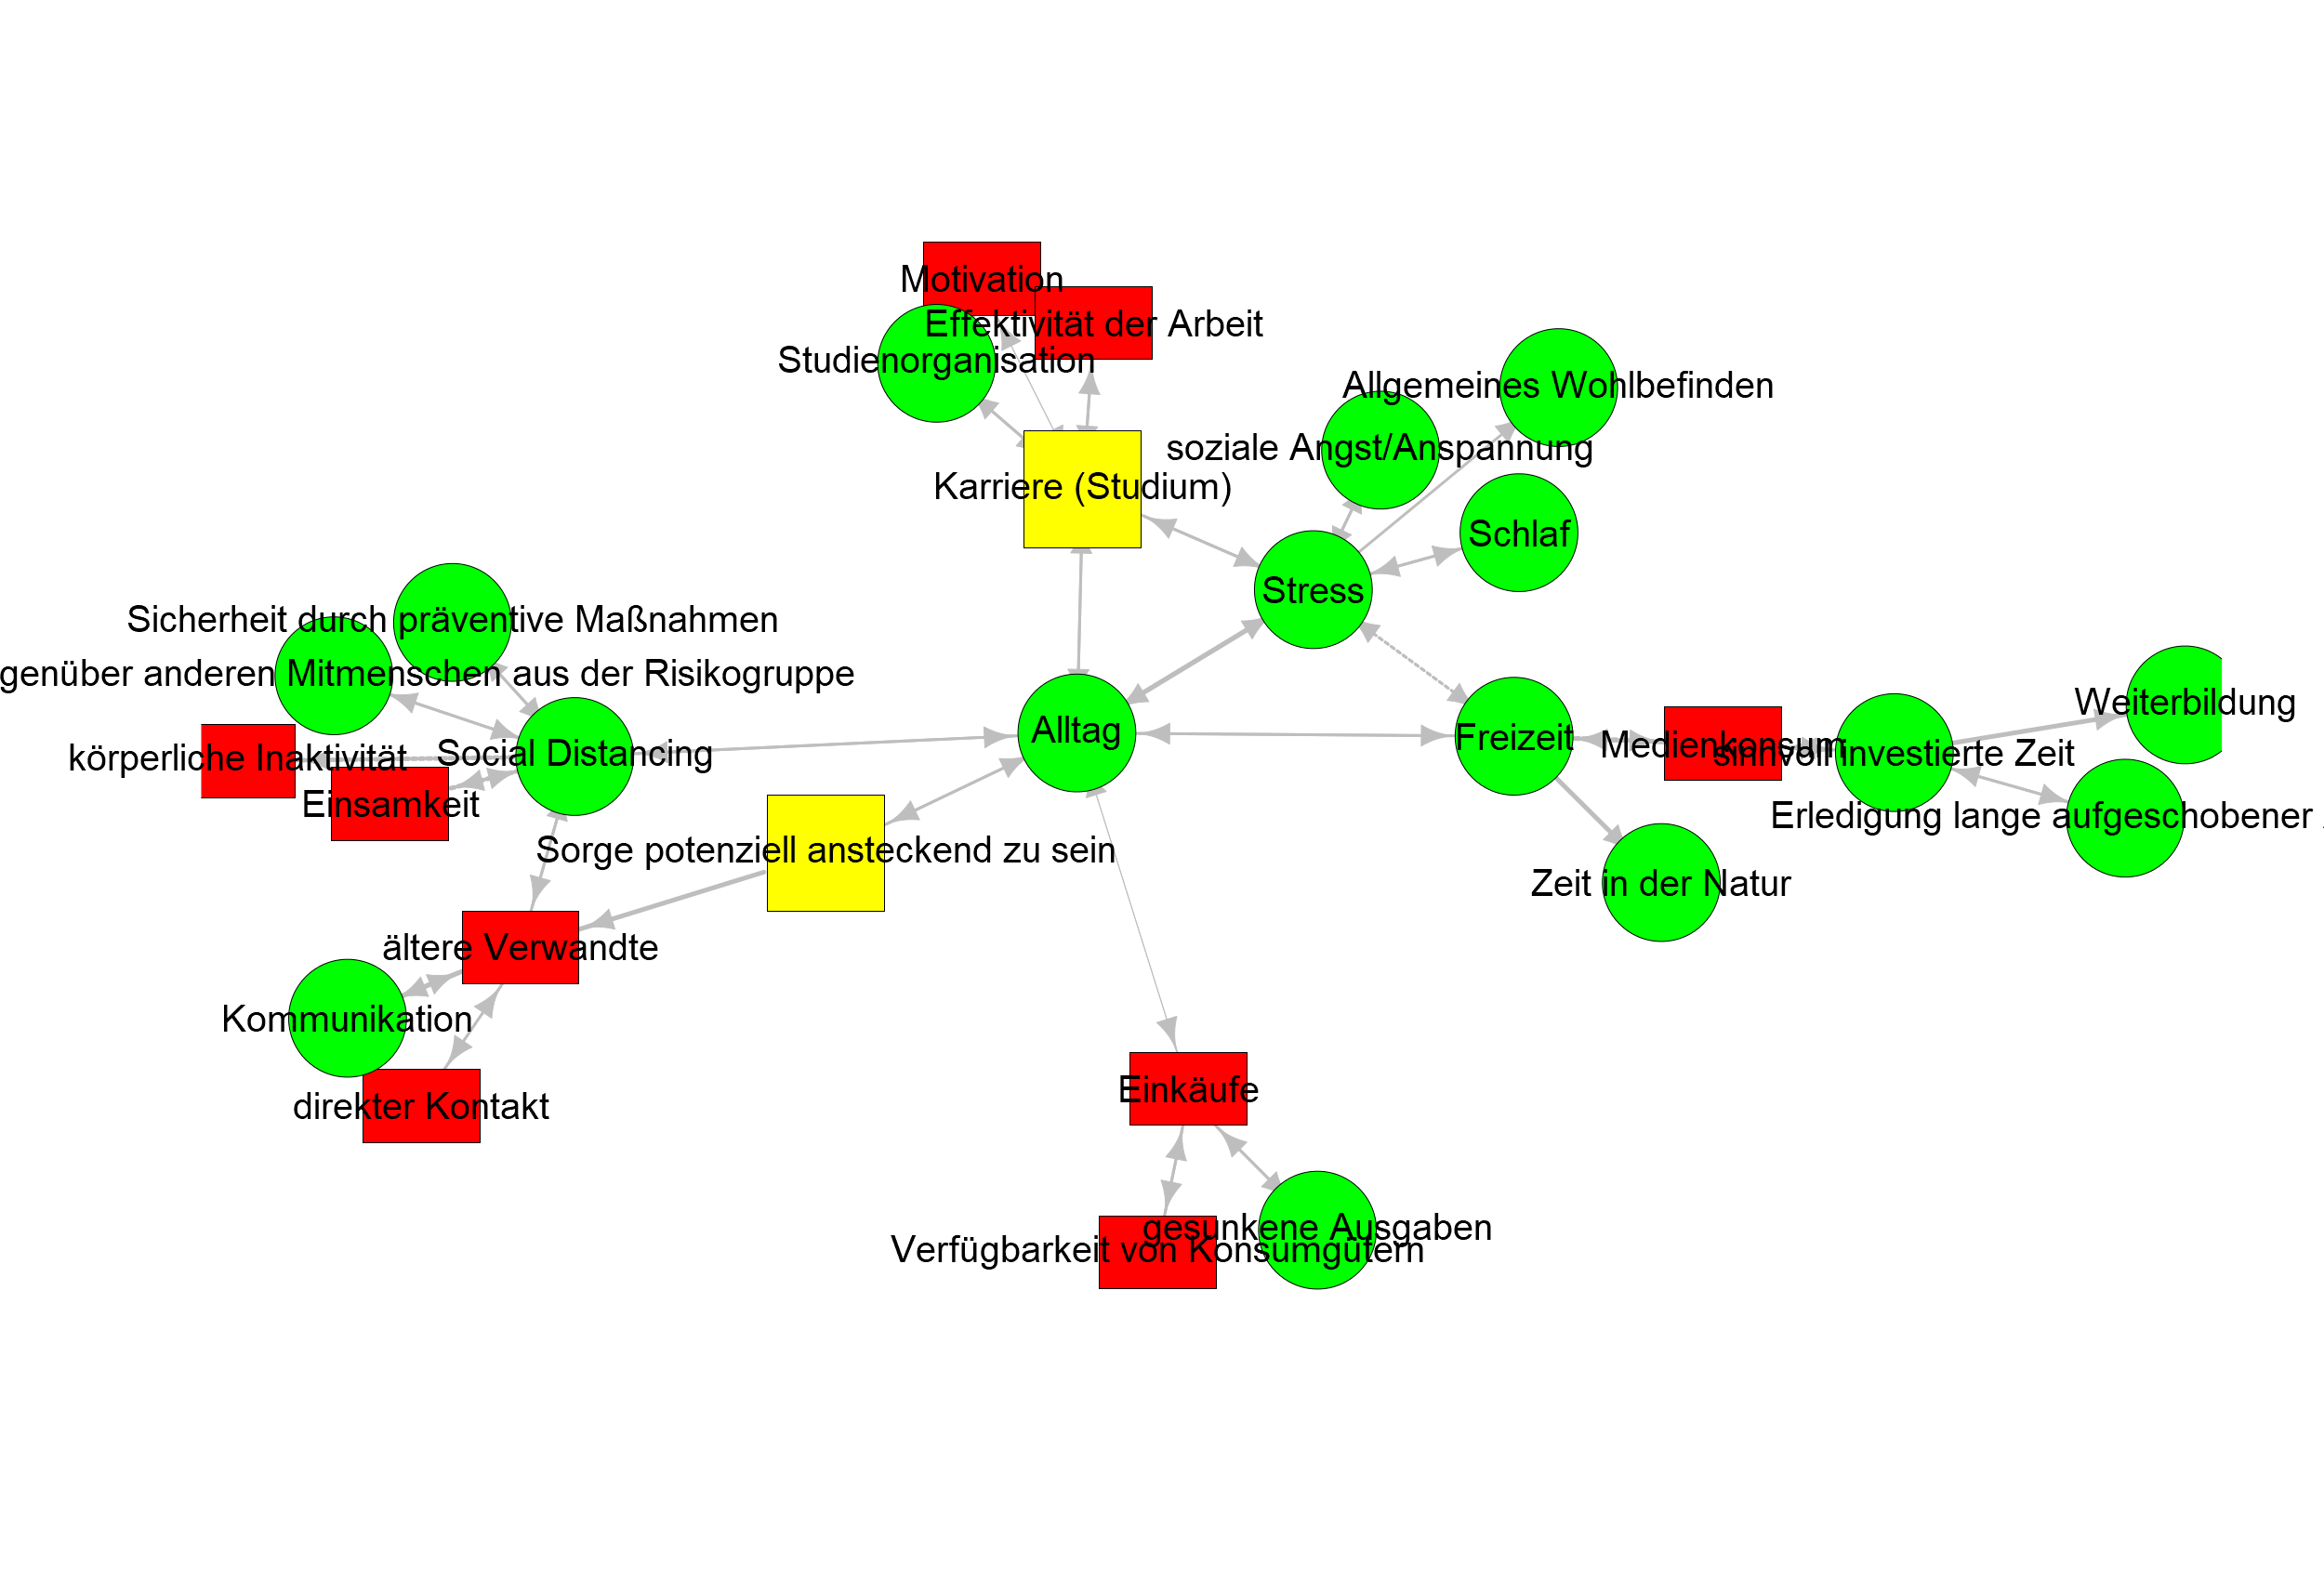 Motivation
Effektivität der Arbeit
Studienorganisation
Allgemeines Wohlbefinden
soziale Angst/Anspannung
Karriere (Studium)
Schlaf
Stress
Sicherheit durch präventive Maßnahmen
genüber anderen Mitmenschen aus der Risikogruppe
Weiterbildung
Alltag
Freizeit
Medienkonsum
sinnvoll investierte Zeit
Social Distancing
körperliche Inaktivität
Einsamkeit
Erledigung lange aufgeschobener
Sorge potenziell ansteckend zu sein
Zeit in der Natur
ältere Verwandte
Kommunikation
Einkäufe
direkter Kontakt
gesunkene Ausgaben
Verfügbarkeit von Konsumgütern